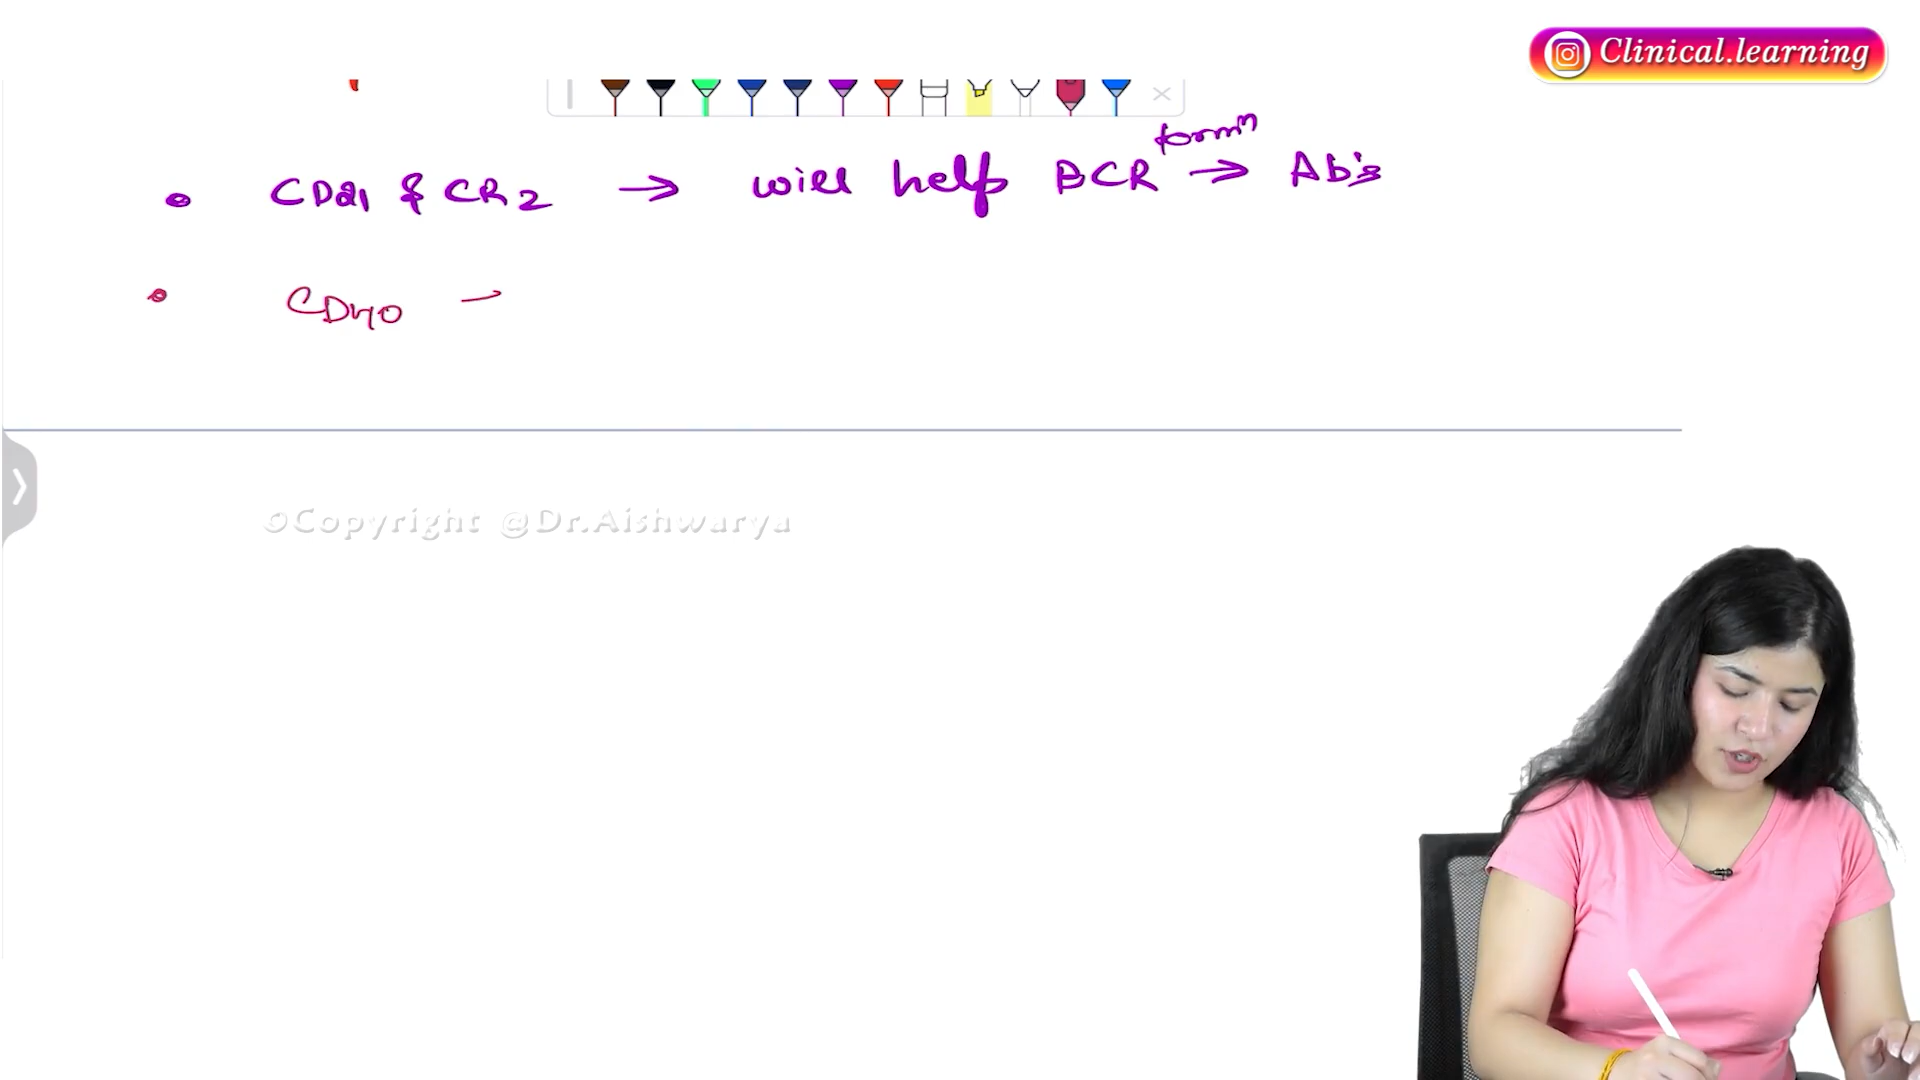 Clinical.learning
• CD21 & CR2 → will help BCR formⁿ → Ab's
• CD40 →
©Copyright @Dr.Aishwarya